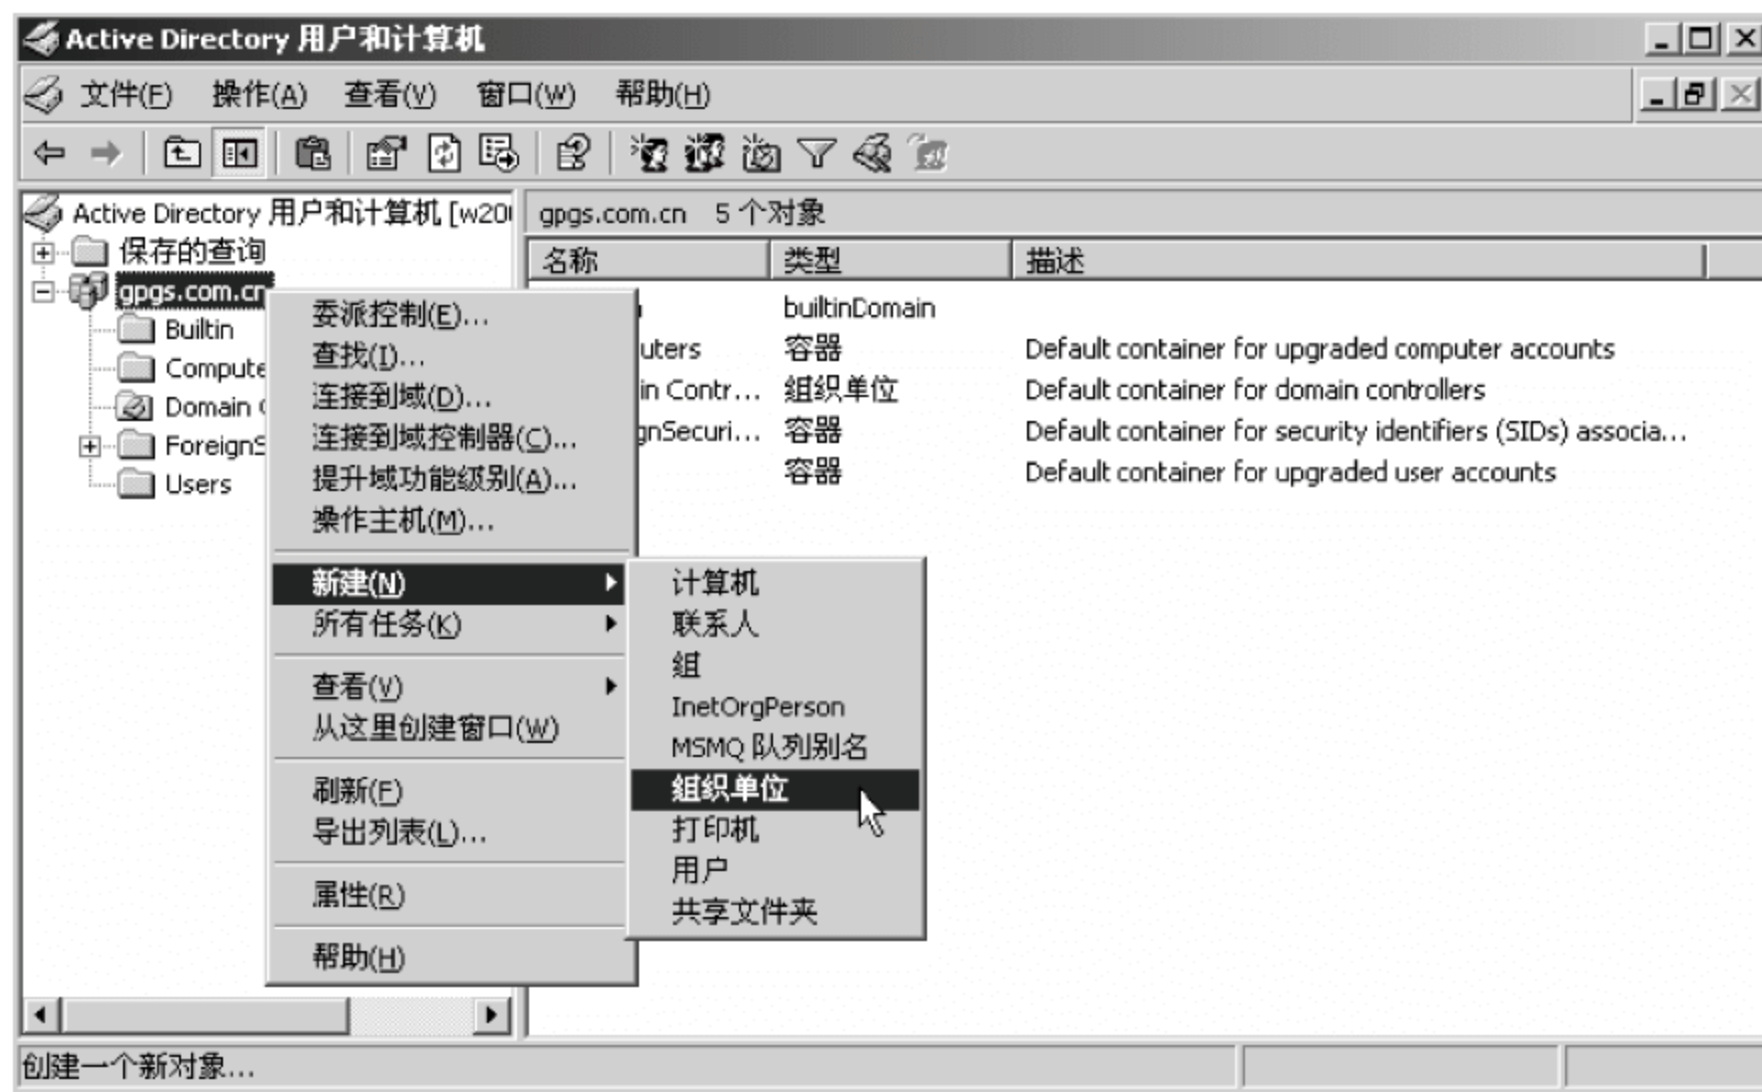 Active Directory 用户和计算机
文件(F) 操作(A) 查看(V) 窗口(W) 帮助(H)
Active Directory 用户和计算机 [w20
保存的查询
gpgs.com.cn
Builtin
Compute
Domain
ForeignS
Users
gpgs.com.cn 5 个对象
名称 类型 描述
builtinDomain
uters 容器 Default container for upgraded computer accounts
in Contr... 组织单位 Default container for domain controllers
gnSecuri... 容器 Default container for security identifiers (SIDs) associa...
容器 Default container for upgraded user accounts
委派控制(E)...
查找(I)...
连接到域(D)...
连接到域控制器(C)...
提升域功能级别(A)...
操作主机(M)...
新建(N)
所有任务(K)
查看(V)
从这里创建窗口(W)
刷新(F)
导出列表(L)...
属性(R)
帮助(H)
计算机
联系人
组
InetOrgPerson
MSMQ 队列别名
组织单位
打印机
用户
共享文件夹
创建一个新对象...